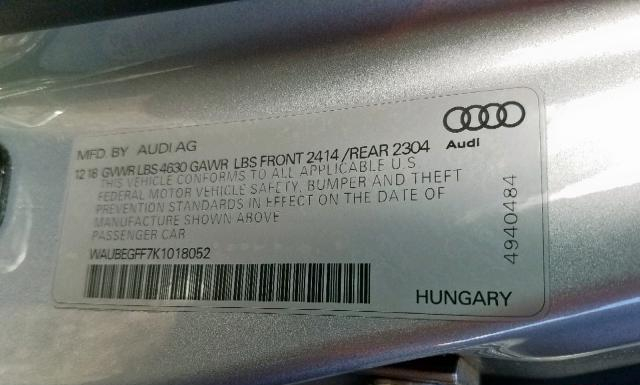 MFD. BY AUDI AG
Audi
12 18 GVWR LBS 4630 GAWR LBS FRONT 2414 / REAR 2304
THIS VEHICLE CONFORMS TO ALL APPLICABLE U.S
FEDERAL MOTOR VEHICLE SAFETY, BUMPER AND THEFT
PREVENTION STANDARDS IN EFFECT ON THE DATE OF
MANUFACTURE SHOWN ABOVE
PASSENGER CAR
WAUBEGFF7K1018052
4940484
HUNGARY